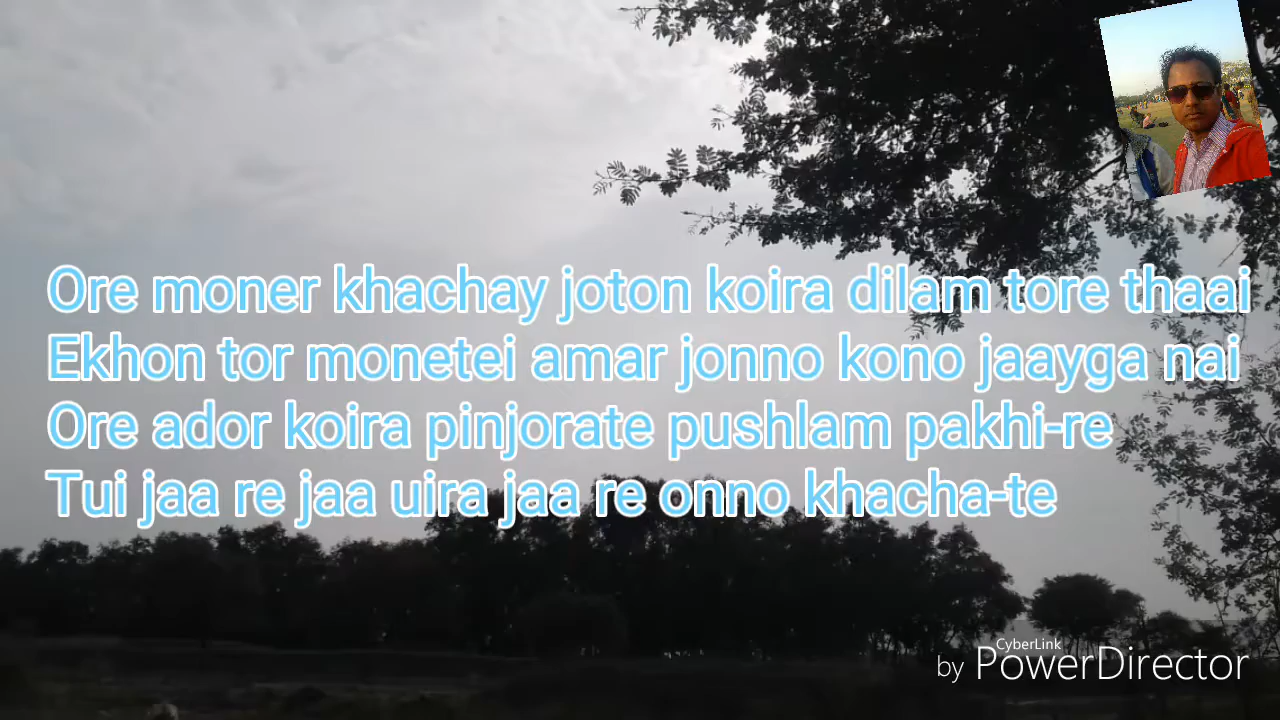 Ore moner khachay joton koira dilam tore thaai
Ekhon tor monetei amar jonno kono jaayga nai
Ore ador koira pinjorate pushlam pakhi-re
Tui jaa re jaa uira jaa re onno khacha-te
CyberLink
by PowerDirector